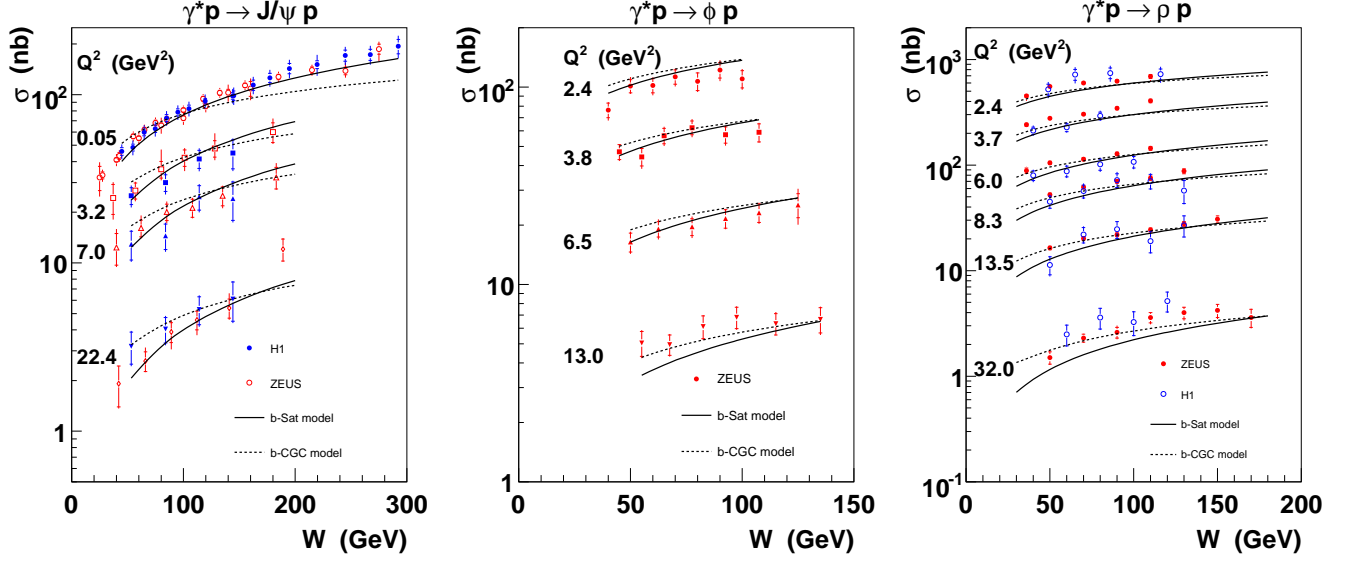 γ*p → J/ψ p
σ (nb)
Q² (GeV²)
0.05
3.2
7.0
22.4
H1
ZEUS
b-Sat model
b-CGC model
10²
10
1
0 100 200 300
W (GeV)
γ*p → ϕ p
σ (nb)
Q² (GeV²)
2.4
3.8
6.5
13.0
ZEUS
b-Sat model
b-CGC model
10²
10
1
0 50 100 150
W (GeV)
γ*p → ρ p
σ (nb)
Q² (GeV²)
2.4
3.7
6.0
8.3
13.5
32.0
ZEUS
H1
b-Sat model
b-CGC model
10³
10²
10
1
10⁻¹
0 50 100 150 200
W (GeV)